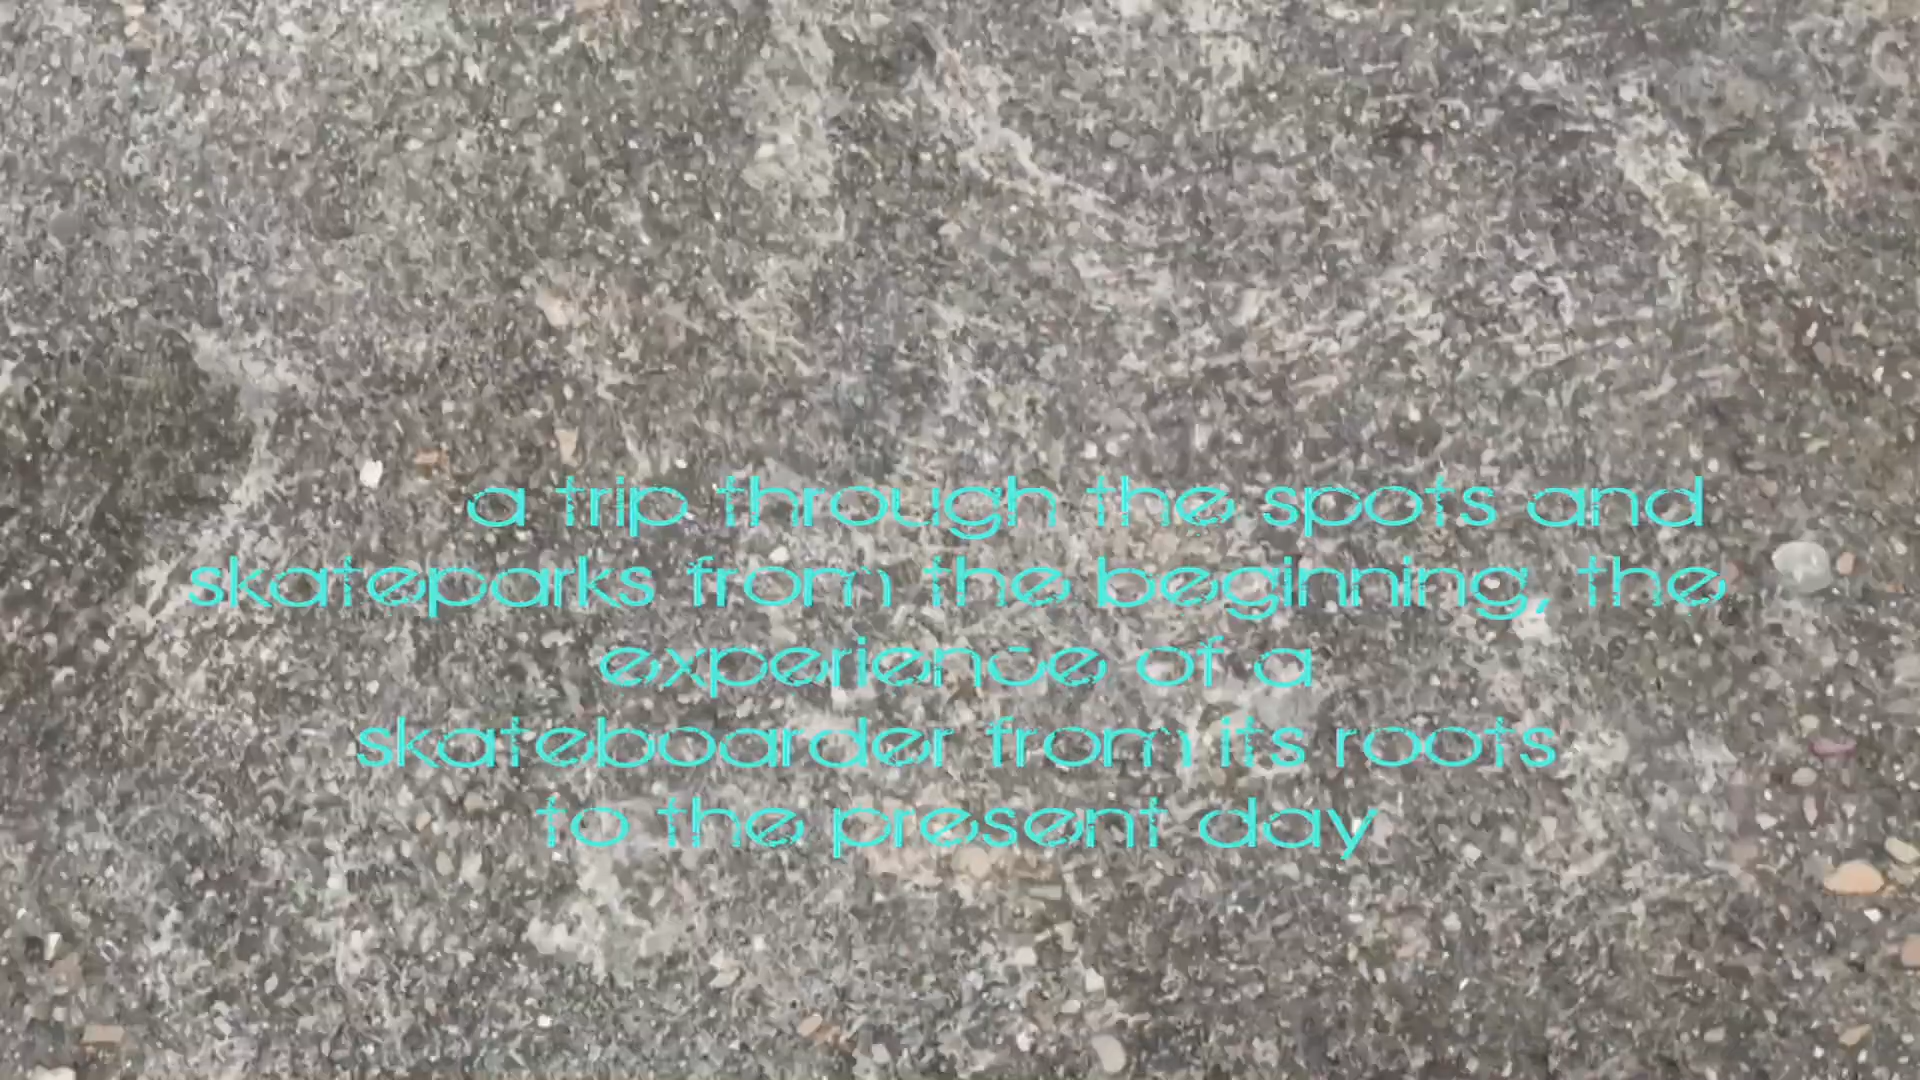 a trip through the spots and
skateparks from the beginning, the
experience of a
skateboarder from its roots
to the present day